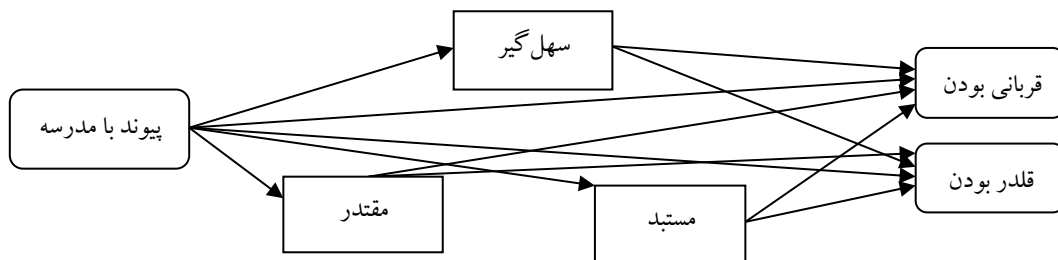 سهل‌گیر
قربانی بودن
پیوند با مدرسه
قلدر بودن
مقتدر
مستبد